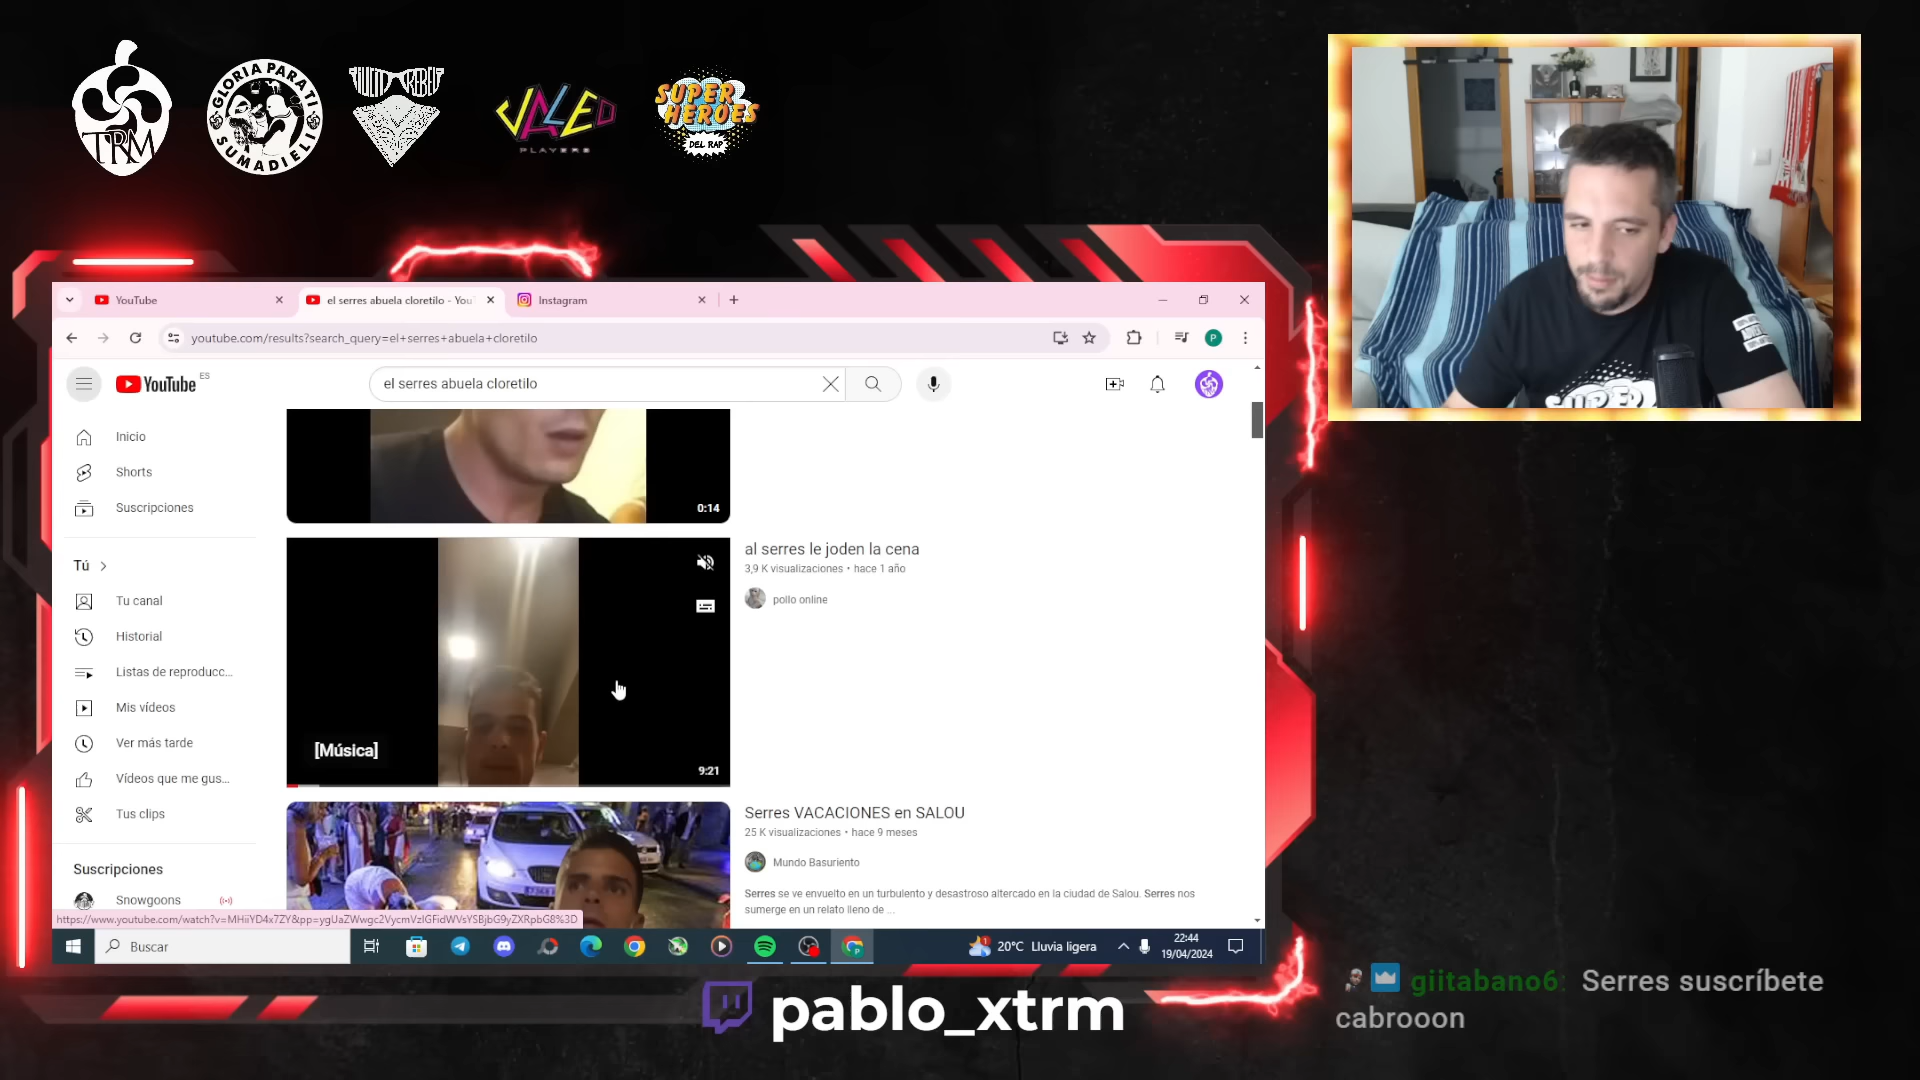 TRM
GLORIA PARATI
SUMADIELI
REBEL
JALEO
PLAYERS
SUPER
HEROES
DEL RAP
YouTube
el serres abuela cloretilo - You
Instagram
youtube.com/results?search_query=el+serres+abuela+cloretilo
P
YouTube ES
el serres abuela cloretilo
Inicio
Shorts
Suscripciones
Tú
Tu canal
Historial
Listas de reproducc...
Mis vídeos
Ver más tarde
Vídeos que me gus...
Tus clips
Suscripciones
Snowgoons
0:14
[Música]
9:21
al serres le joden la cena
3,9 K visualizaciones • hace 1 año
pollo online
Serres VACACIONES en SALOU
25 K visualizaciones • hace 9 meses
Mundo Basuriento
Serres se ve envuelto en un turbulento y desastroso altercado en la ciudad de Salou. Serres nos
sumerge en un relato lleno de ...
https://www.youtube.com/watch?v=MHiiYD4x7ZY&pp=ygUaZWwgc2VycmVzIGFidWVsYSBjbG9yZXRpbG8%3D
Buscar
20°C Lluvia ligera
22:44
19/04/2024
pablo_xtrm
giitabano6: Serres suscríbete
cabrooon